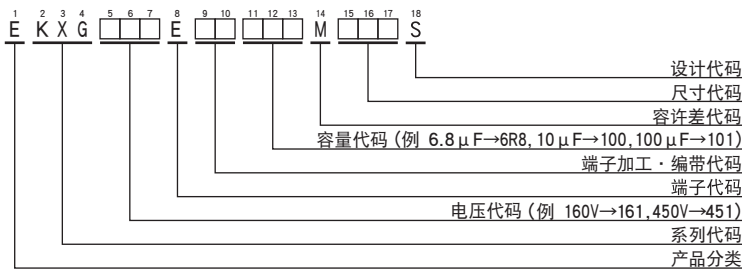 1 2 3 4 5 6 7 8 9 10 11 12 13 14 15 16 17 18
E K X G □□□ E □□ □□□ M □□□ S
设计代码
尺寸代码
容许差代码
容量代码 (例 6.8μF→6R8, 10μF→100, 100μF→101)
端子加工・编带代码
端子代码
电压代码 (例 160V→161, 450V→451)
系列代码
产品分类